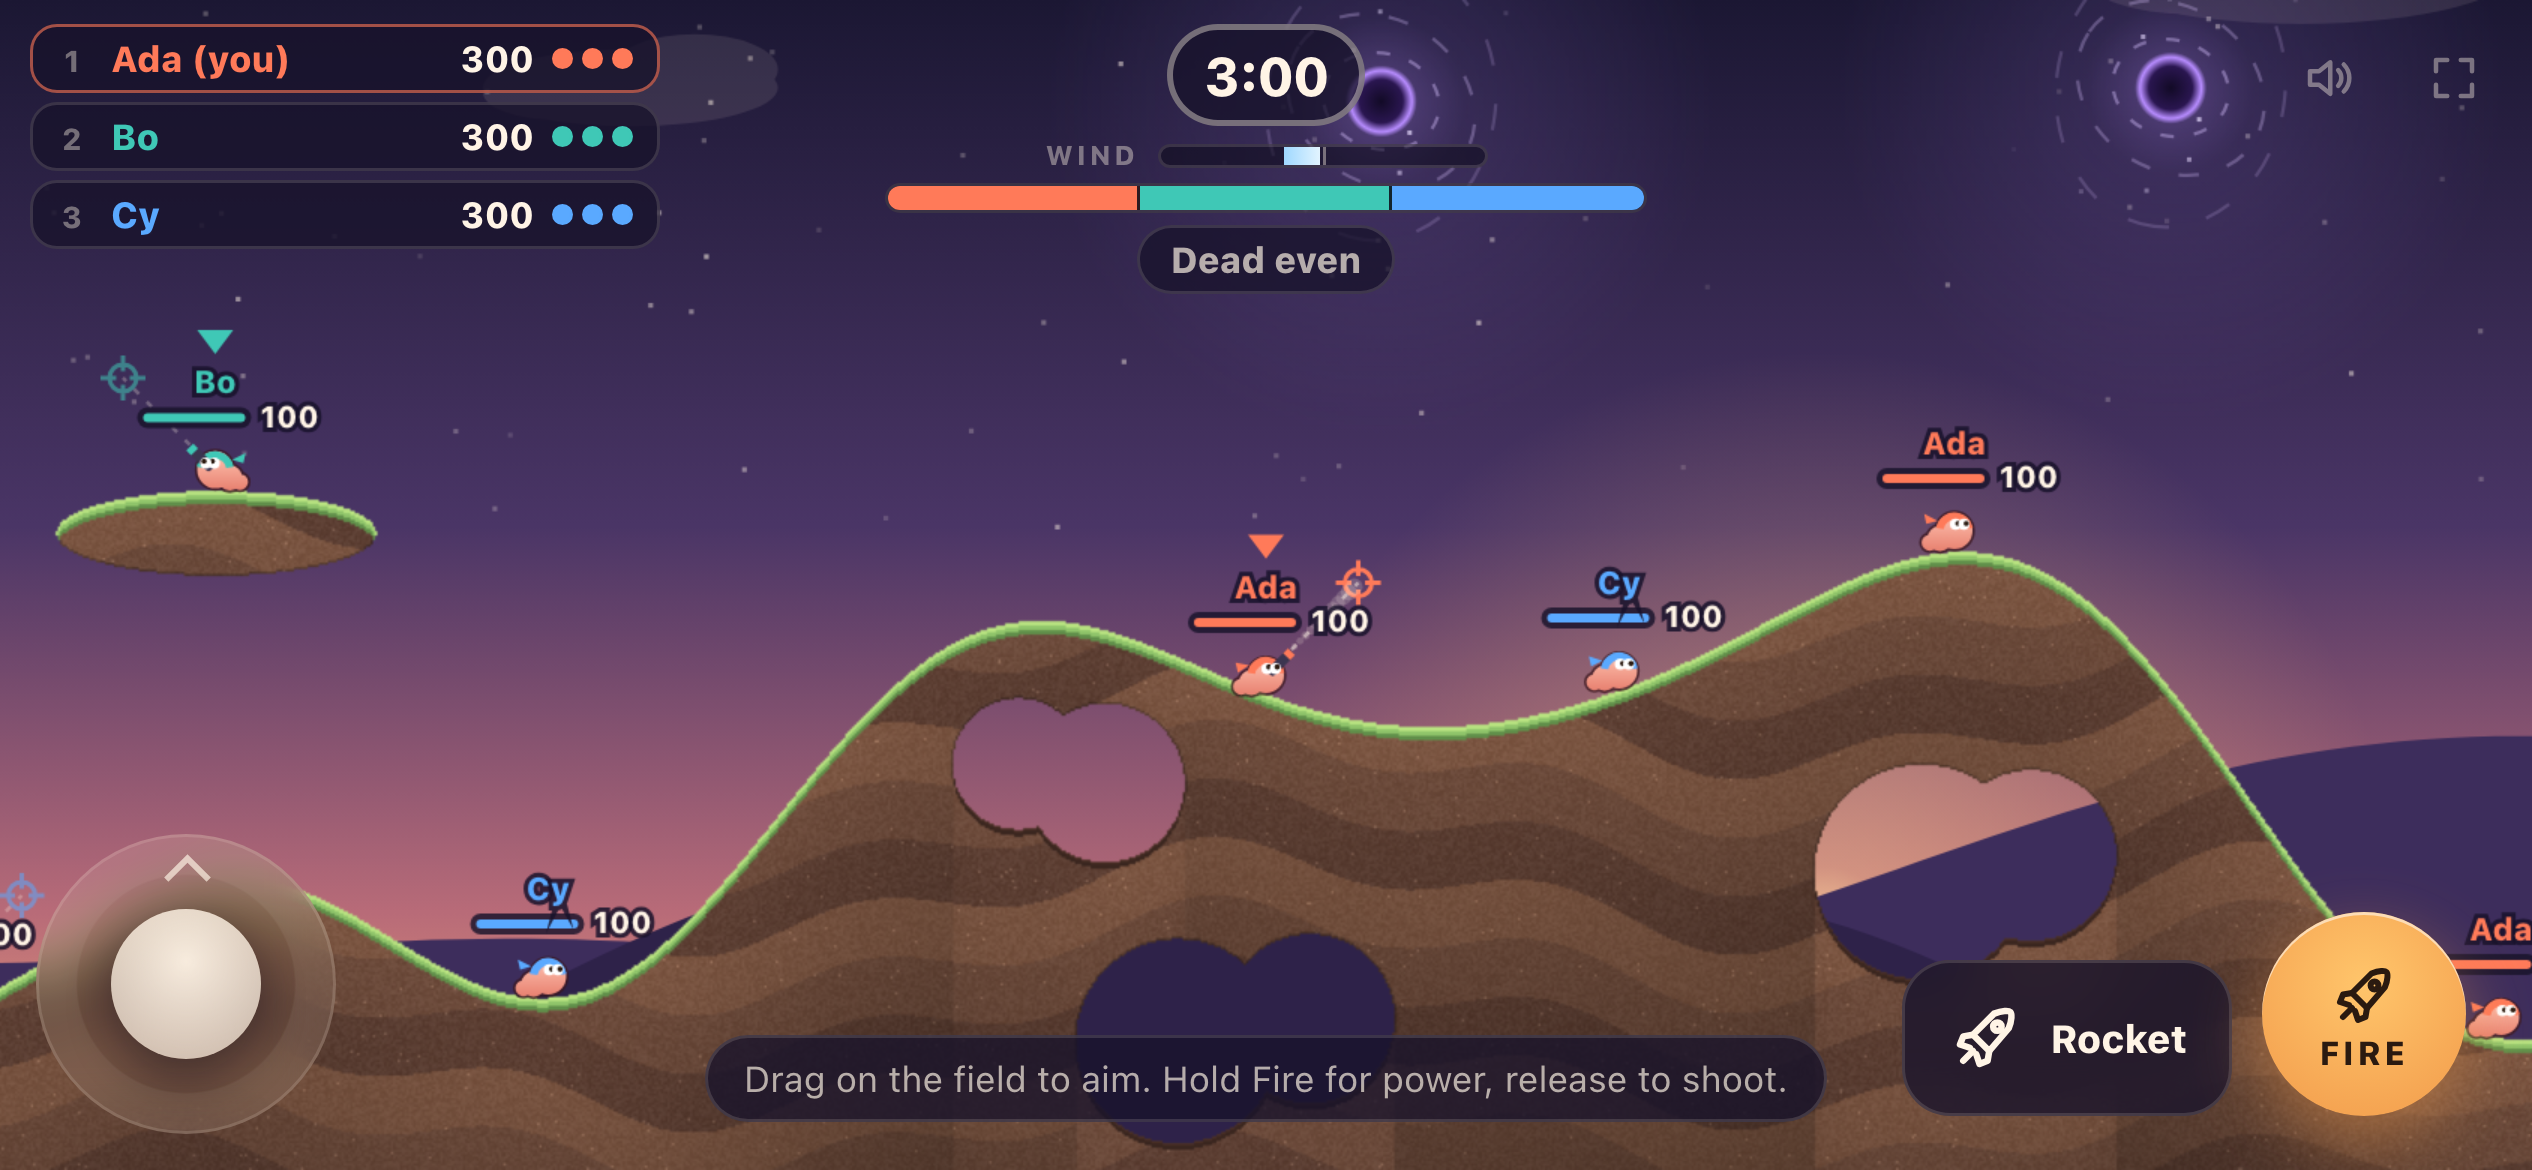 1 Ada (you) 300
2 Bo 300
3 Cy 300
3:00
WIND
Dead even
Bo
100
Ada
100
Cy
100
Ada
100
Cy
100
00
Ada
Drag on the field to aim. Hold Fire for power, release to shoot.
Rocket
FIRE